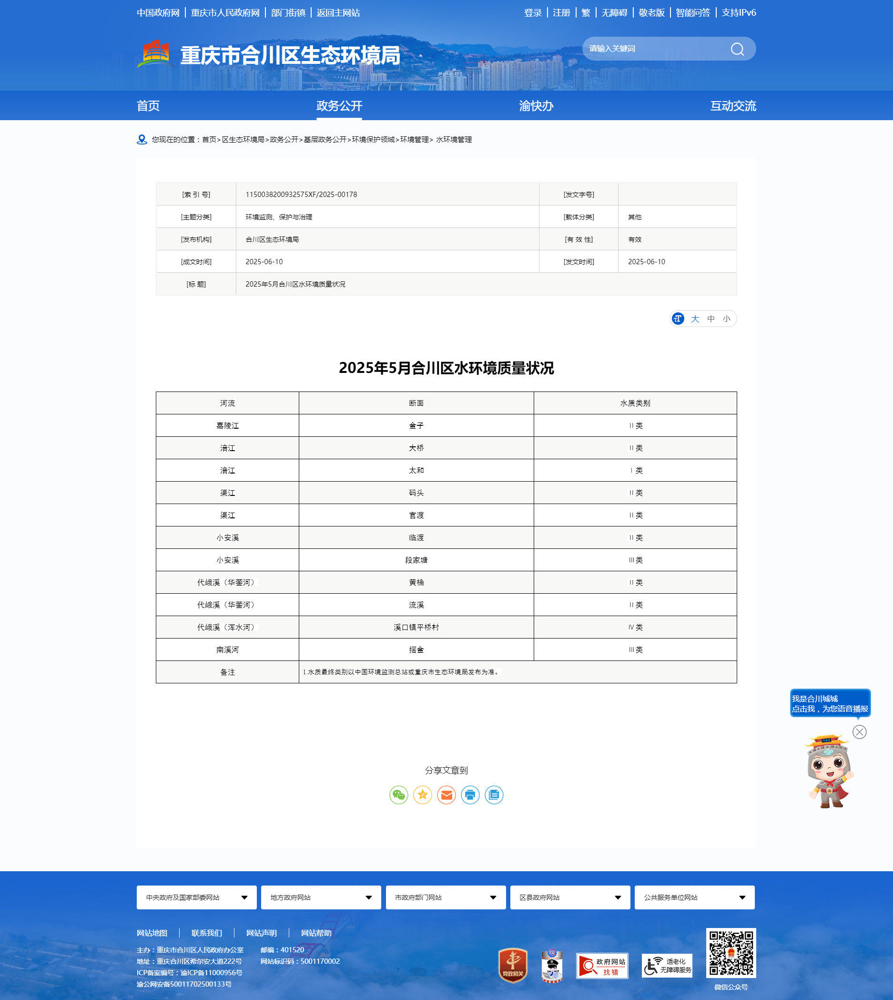 中国政府网 | 重庆市人民政府网 | 部门街镇 | 返回主网站
登录 | 注册 | 繁 | 无障碍 | 敬老版 | 智能问答 | 支持IPv6
重庆市合川区生态环境局
请输入关键词
首页 政务公开 渝快办 互动交流
您现在的位置：首页>区生态环境局>政务公开>基层政务公开>环境保护领域>环境管理> 水环境管理
[索 引 号] 1150038200932575XF/2025-00178 [发文字号]
[主题分类] 环境监测、保护与治理 [载体分类] 其他
[发布机构] 合川区生态环境局 [有 效 性] 有效
[成文时间] 2025-06-10 [发文时间] 2025-06-10
[标 题] 2025年5月合川区水环境质量状况
大 中 小
2025年5月合川区水环境质量状况
河流 断面 水质类别
嘉陵江 金子 Ⅱ类
涪江 大桥 Ⅱ类
涪江 太和 Ⅰ类
渠江 码头 Ⅱ类
渠江 官渡 Ⅱ类
小安溪 临渡 Ⅱ类
小安溪 段家塘 Ⅲ类
代峨溪（华蓥河） 黄桷 Ⅱ类
代峨溪（华蓥河） 流溪 Ⅱ类
代峨溪（浑水河） 溪口镇平桥村 Ⅳ类
南溪河 摇金 Ⅲ类
备注 1.水质最终类别以中国环境监测总站或重庆市生态环境局发布为准。
我是合川城城
点击我，为您语音播报
分享文章到
中央政府及国家部委网站 地方政府网站 市政府部门网站 区县政府网站 公共服务单位网站
网站地图 | 联系我们 | 网站声明 | 网站帮助
主办：重庆市合川区人民政府办公室 邮编：401520
地址：重庆合川区希尔安大道222号 网站标识码：5001170002
ICP备案编号：渝ICP备11000956号
渝公网安备50011702500133号
党政机关
政府网站
找错
适老化
无障碍服务
微信公众号